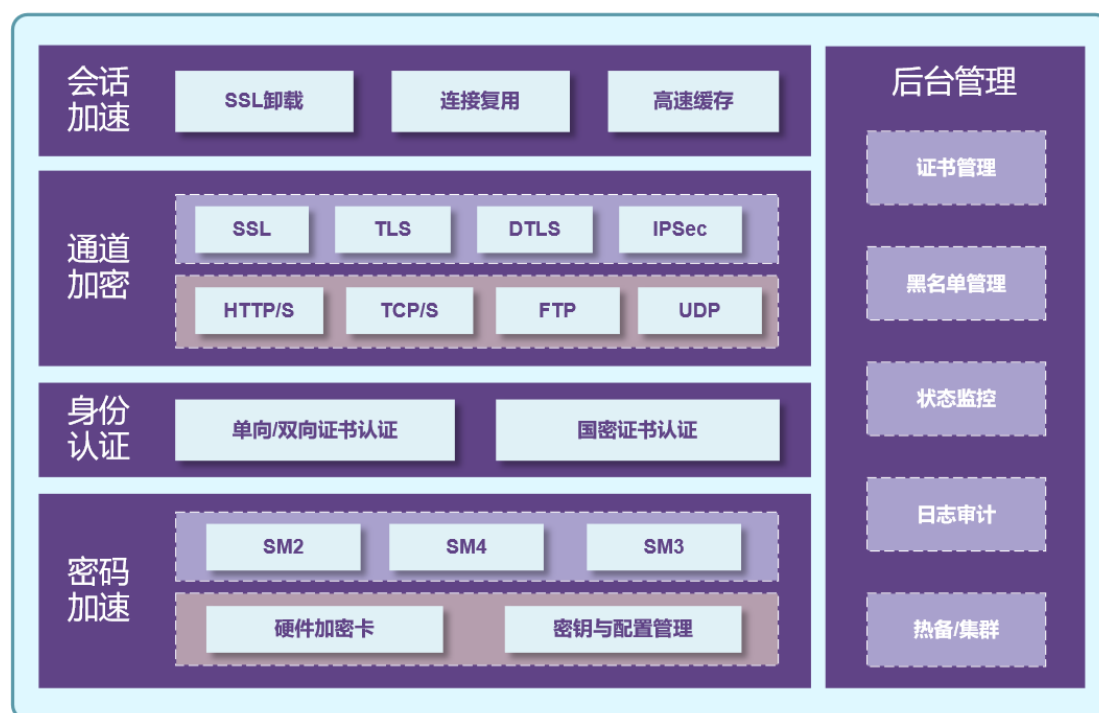 会话
加速
SSL卸载
连接复用
高速缓存
通道
加密
SSL
TLS
DTLS
IPSec
HTTP/S
TCP/S
FTP
UDP
身份
认证
单向/双向证书认证
国密证书认证
密码
加速
SM2
SM4
SM3
硬件加密卡
密钥与配置管理
后台管理
证书管理
黑名单管理
状态监控
日志审计
热备/集群